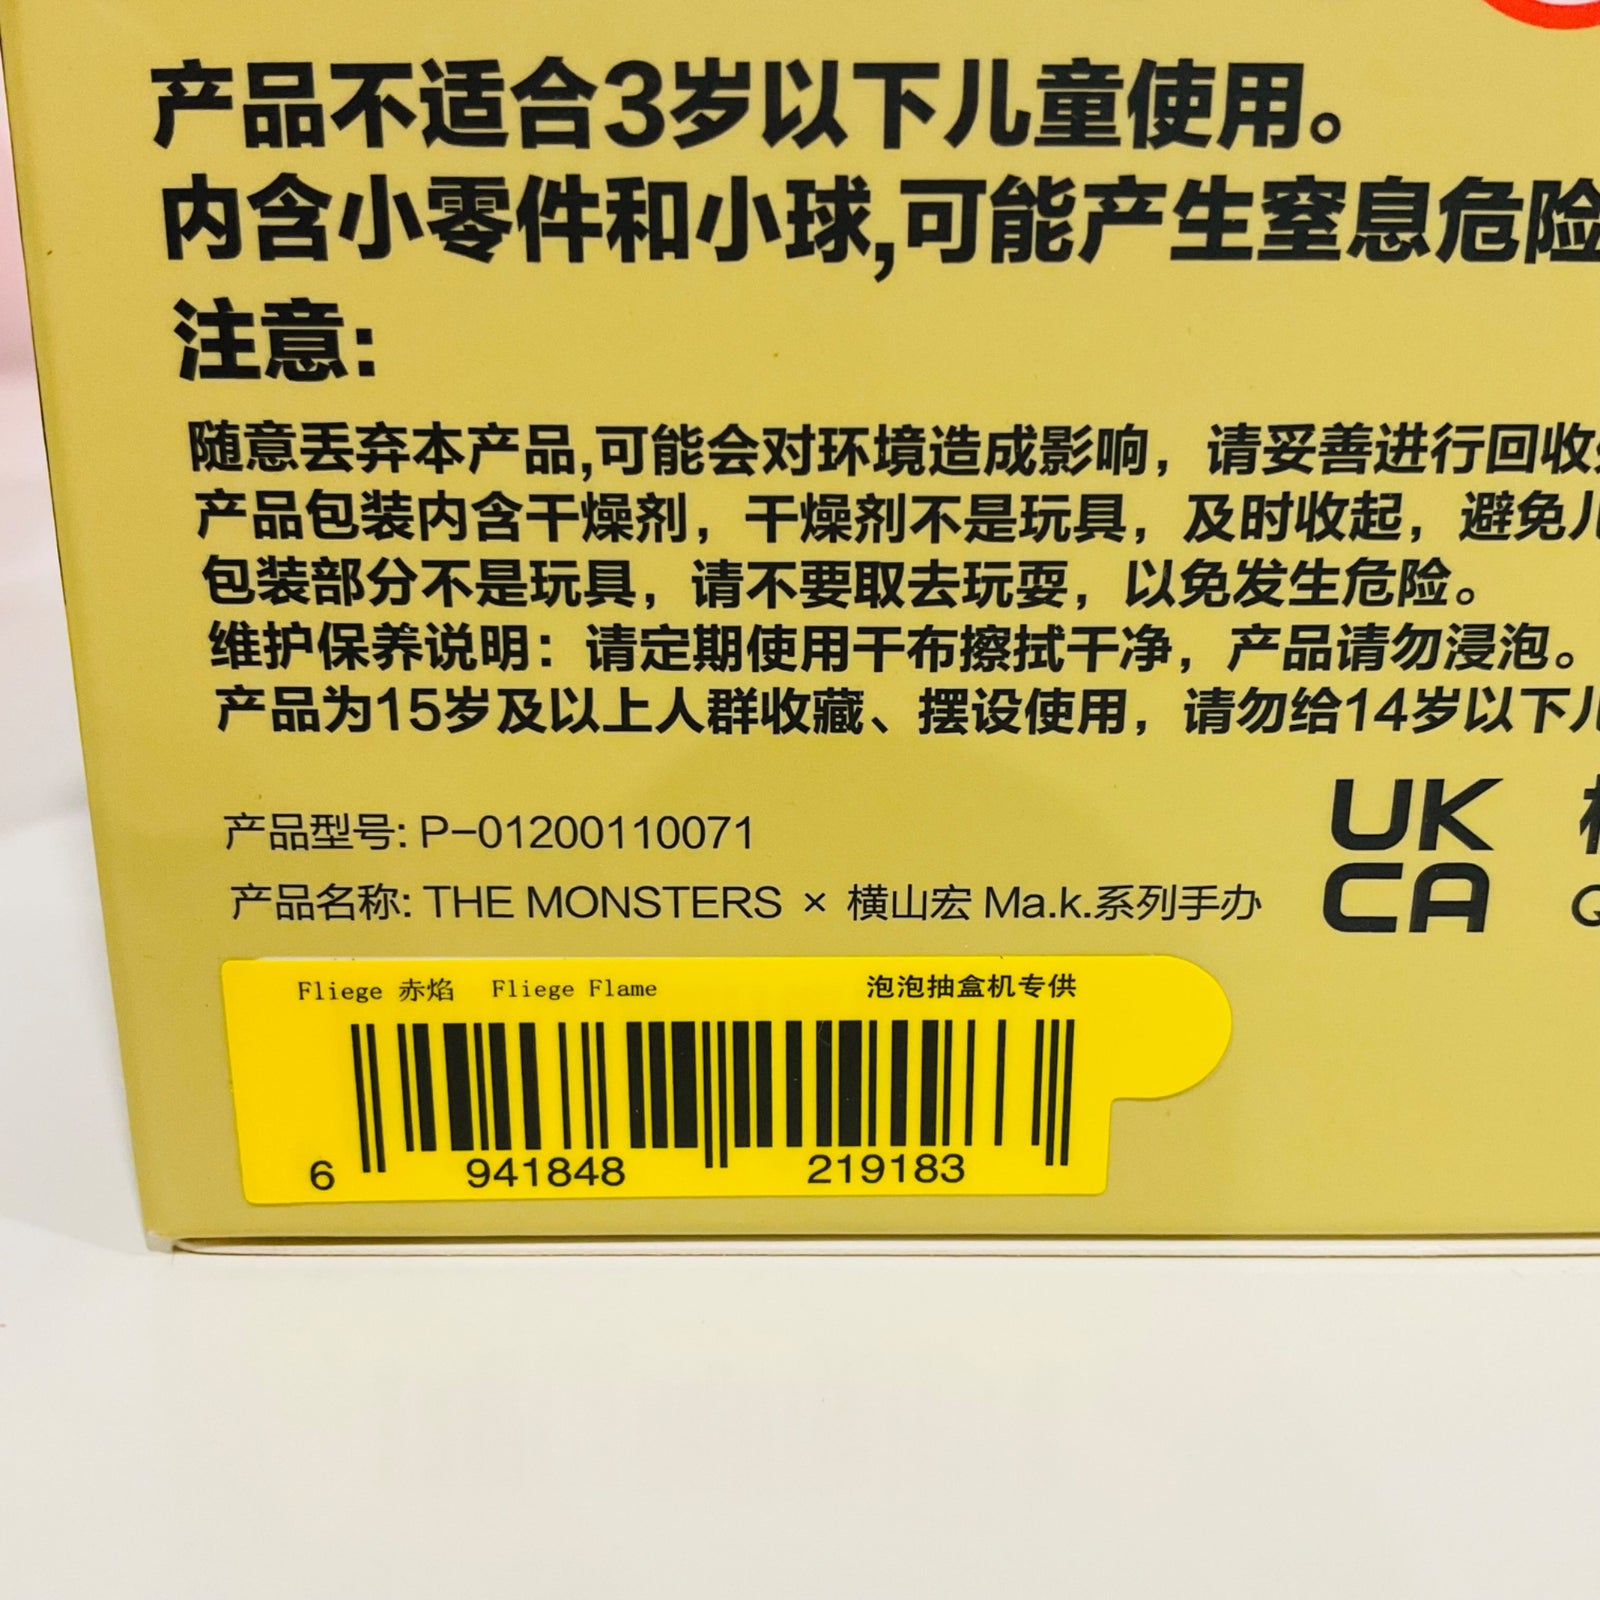 产品不适合3岁以下儿童使用。
内含小零件和小球,可能产生窒息危险
注意:
随意丢弃本产品,可能会对环境造成影响，请妥善进行回收
产品包装内含干燥剂，干燥剂不是玩具，及时收起，避免儿
包装部分不是玩具，请不要取去玩耍，以免发生危险。
维护保养说明：请定期使用干布擦拭干净，产品请勿浸泡。
产品为15岁及以上人群收藏、摆设使用，请勿给14岁以下儿
产品型号: P-01200110071
产品名称: THE MONSTERS × 横山宏 Ma.k.系列手办
UK
CA
Fliege 赤焰 Fliege Flame 泡泡抽盒机专供
6 941848 219183